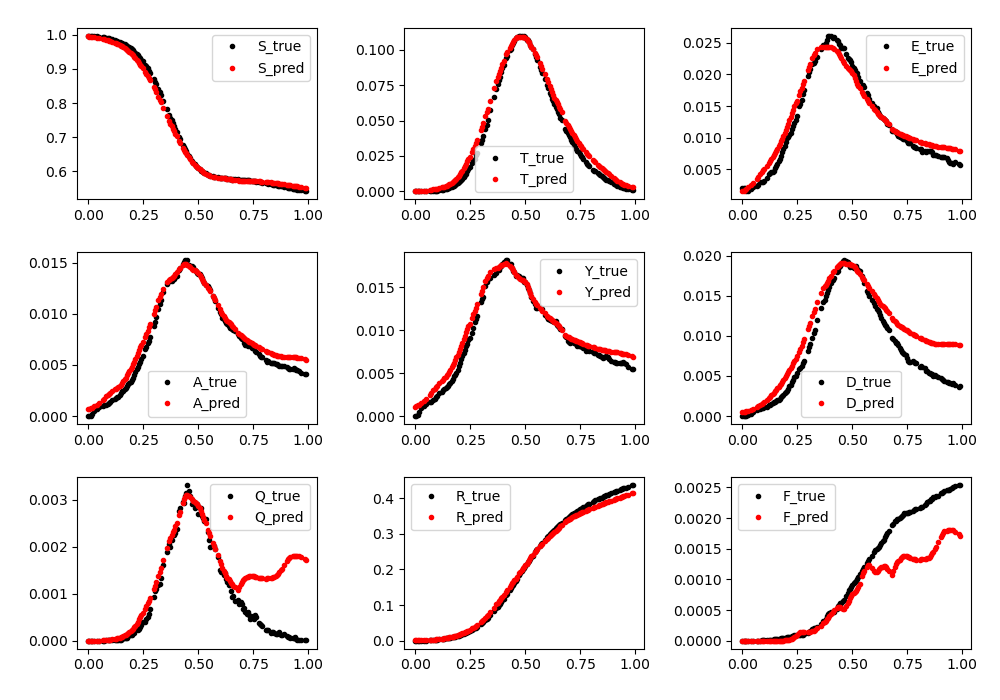 1.0
0.9
0.8
0.7
0.6
0.00 0.25 0.50 0.75 1.00
S_true
S_pred
0.100
0.075
0.050
0.025
0.000
0.00 0.25 0.50 0.75 1.00
T_true
T_pred
0.025
0.020
0.015
0.010
0.005
0.00 0.25 0.50 0.75 1.00
E_true
E_pred
0.015
0.010
0.005
0.000
0.00 0.25 0.50 0.75 1.00
A_true
A_pred
0.015
0.010
0.005
0.000
0.00 0.25 0.50 0.75 1.00
Y_true
Y_pred
0.020
0.015
0.010
0.005
0.000
0.00 0.25 0.50 0.75 1.00
D_true
D_pred
0.003
0.002
0.001
0.000
0.00 0.25 0.50 0.75 1.00
Q_true
Q_pred
0.4
0.3
0.2
0.1
0.0
0.00 0.25 0.50 0.75 1.00
R_true
R_pred
0.0025
0.0020
0.0015
0.0010
0.0005
0.0000
0.00 0.25 0.50 0.75 1.00
F_true
F_pred